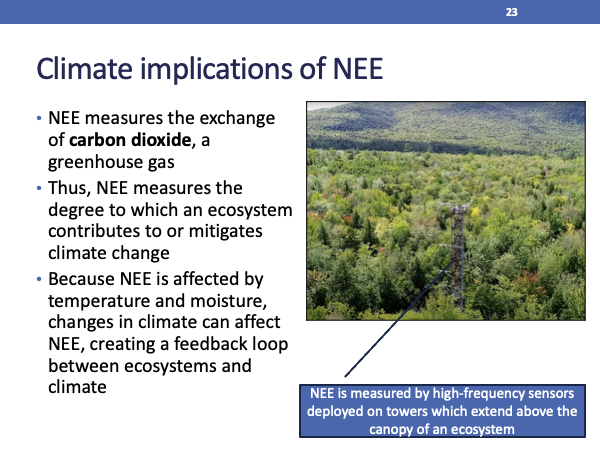 23
Climate implications of NEE
• NEE measures the exchange
of carbon dioxide, a
greenhouse gas
• Thus, NEE measures the
degree to which an ecosystem
contributes to or mitigates
climate change
• Because NEE is affected by
temperature and moisture,
changes in climate can affect
NEE, creating a feedback loop
between ecosystems and
climate
NEE is measured by high-frequency sensors
deployed on towers which extend above the
canopy of an ecosystem